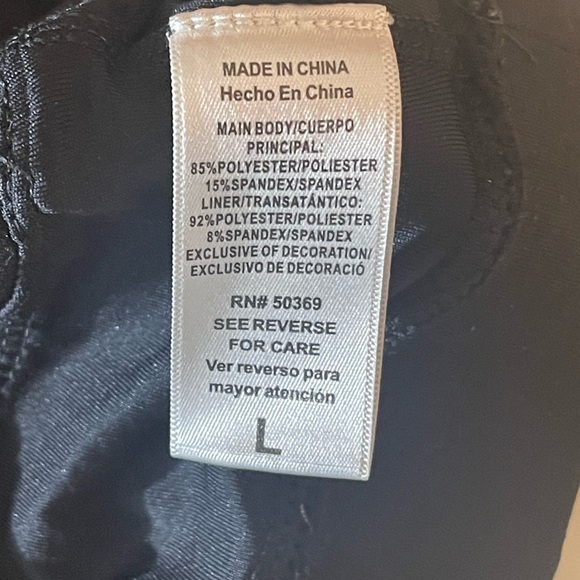 MADE IN CHINA
Hecho En China
MAIN BODY/CUERPO
PRINCIPAL:
85%POLYESTER/POLIESTER
15%SPANDEX/SPANDEX
LINER/TRANSATÁNTICO:
92%POLYESTER/POLIESTER
8%SPANDEX/SPANDEX
EXCLUSIVE OF DECORATION/
EXCLUSIVO DE DECORACIÓ
RN# 50369
SEE REVERSE
FOR CARE
Ver reverso para
mayor atención
L